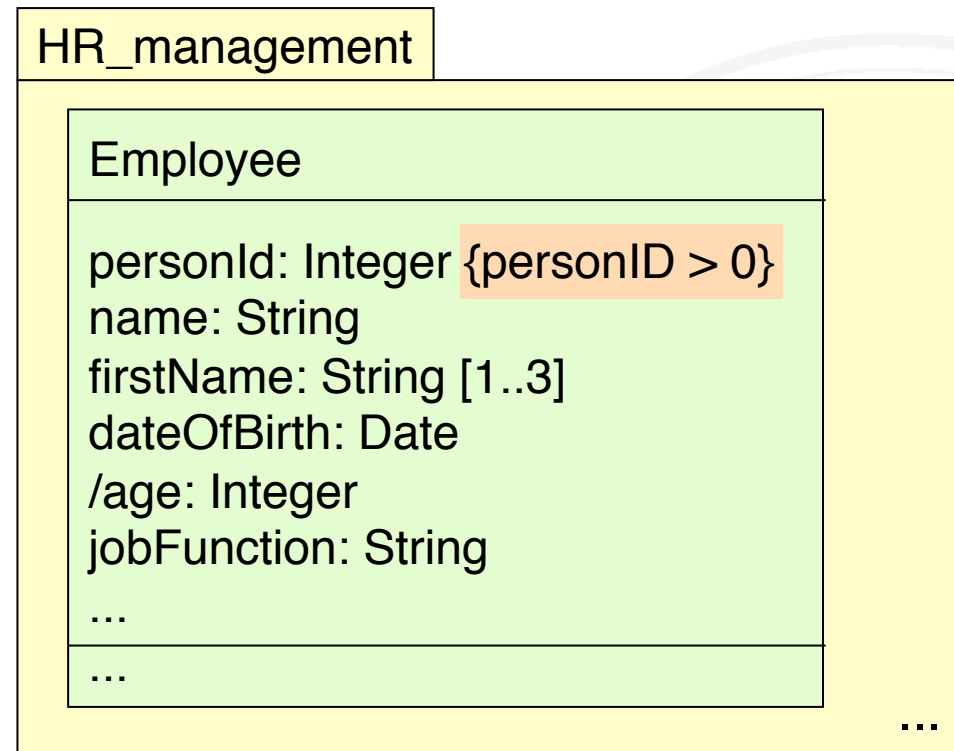 HR_management
Employee
personId: Integer {personID > 0}
name: String
firstName: String [1..3]
dateOfBirth: Date
/age: Integer
jobFunction: String
...
...
...